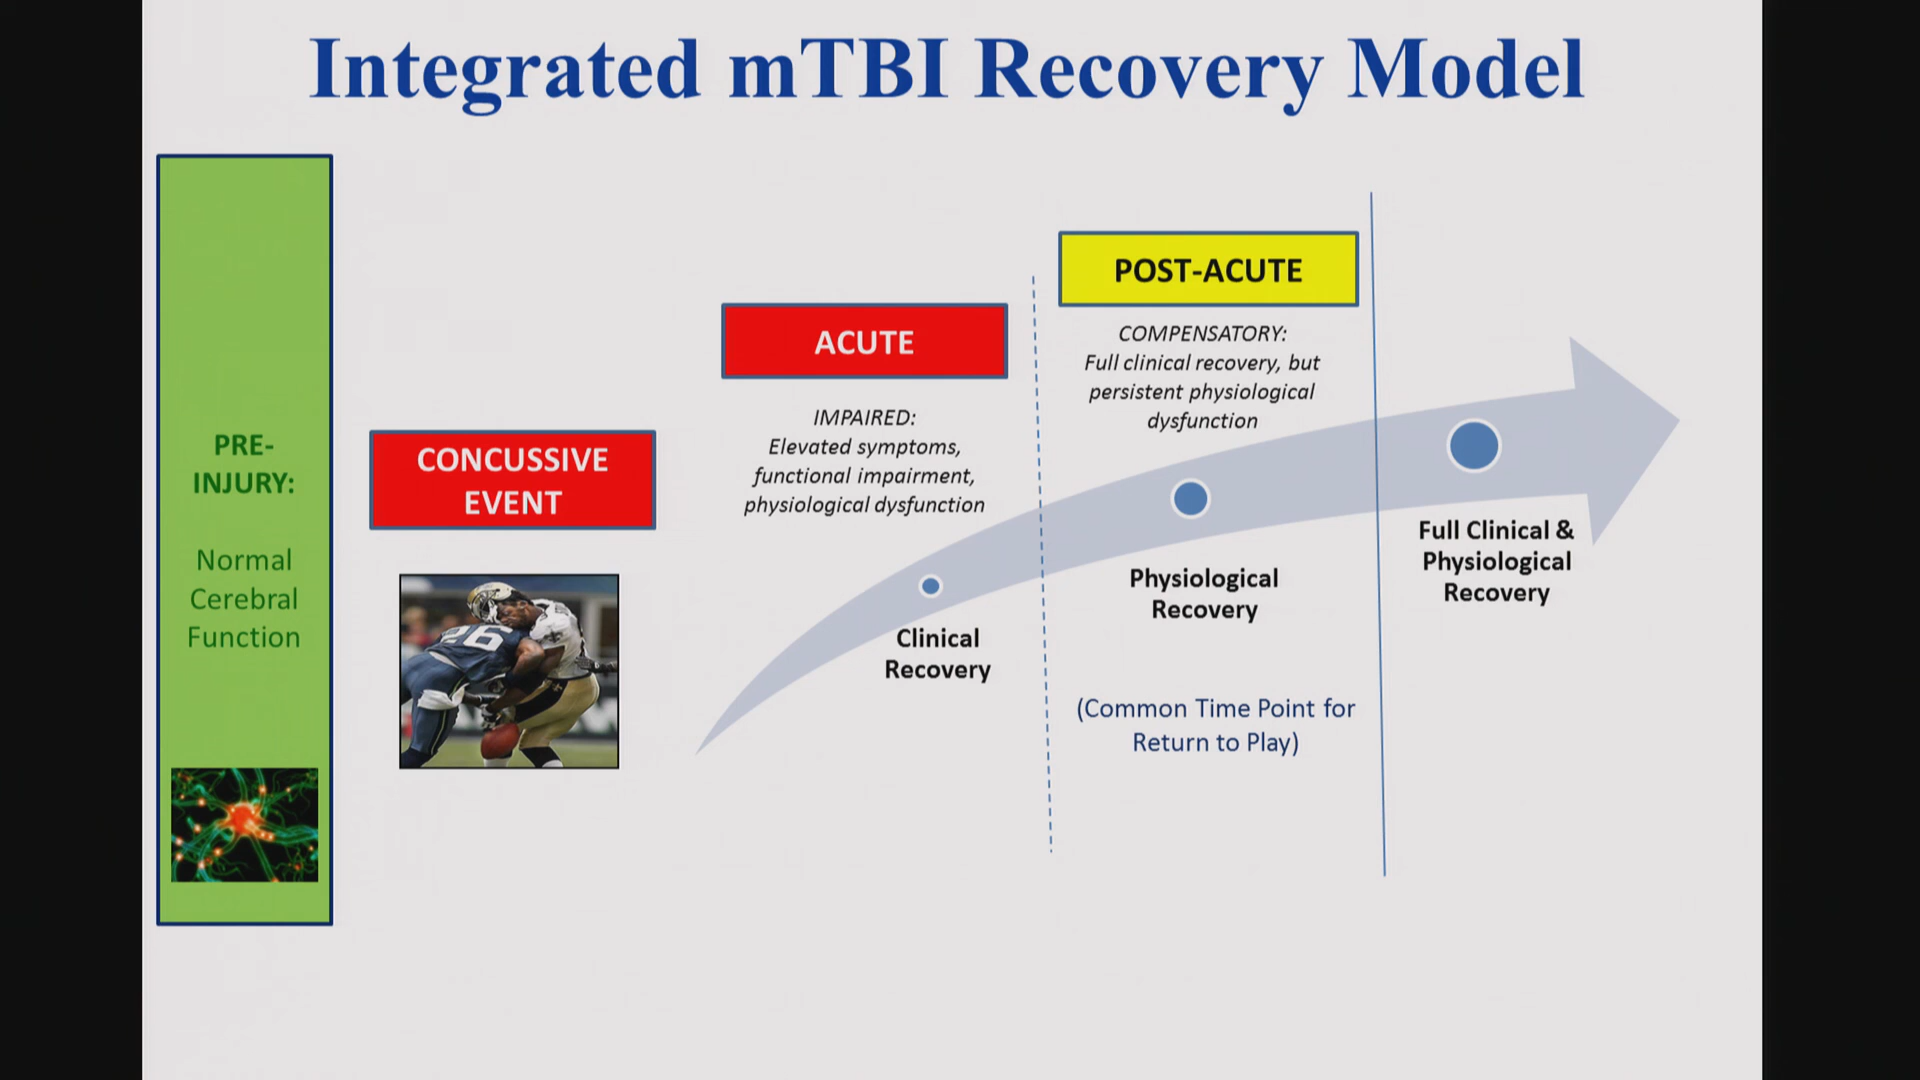 Integrated mTBI Recovery Model
PRE-
INJURY:
Normal
Cerebral
Function
CONCUSSIVE
EVENT
26
ACUTE
IMPAIRED:
Elevated symptoms,
functional impairment,
physiological dysfunction
Clinical
Recovery
POST-ACUTE
COMPENSATORY:
Full clinical recovery, but
persistent physiological
dysfunction
Physiological
Recovery
(Common Time Point for
Return to Play)
Full Clinical &
Physiological
Recovery